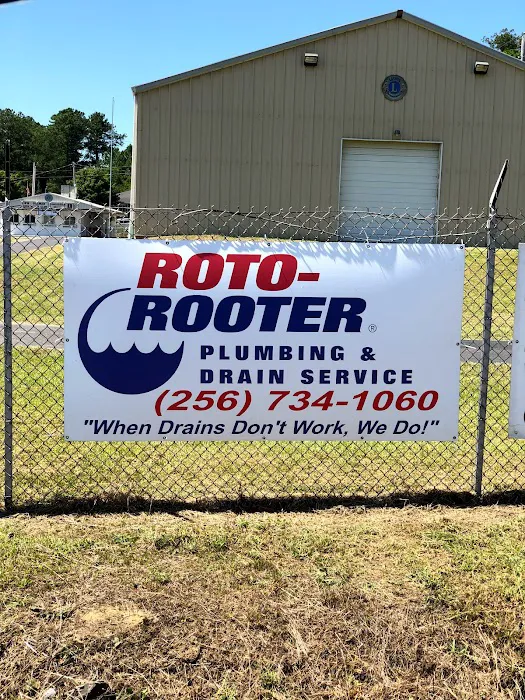 ROTO-
ROOTER®
PLUMBING &
DRAIN SERVICE
(256) 734-1060
"When Drains Don't Work, We Do!"
L